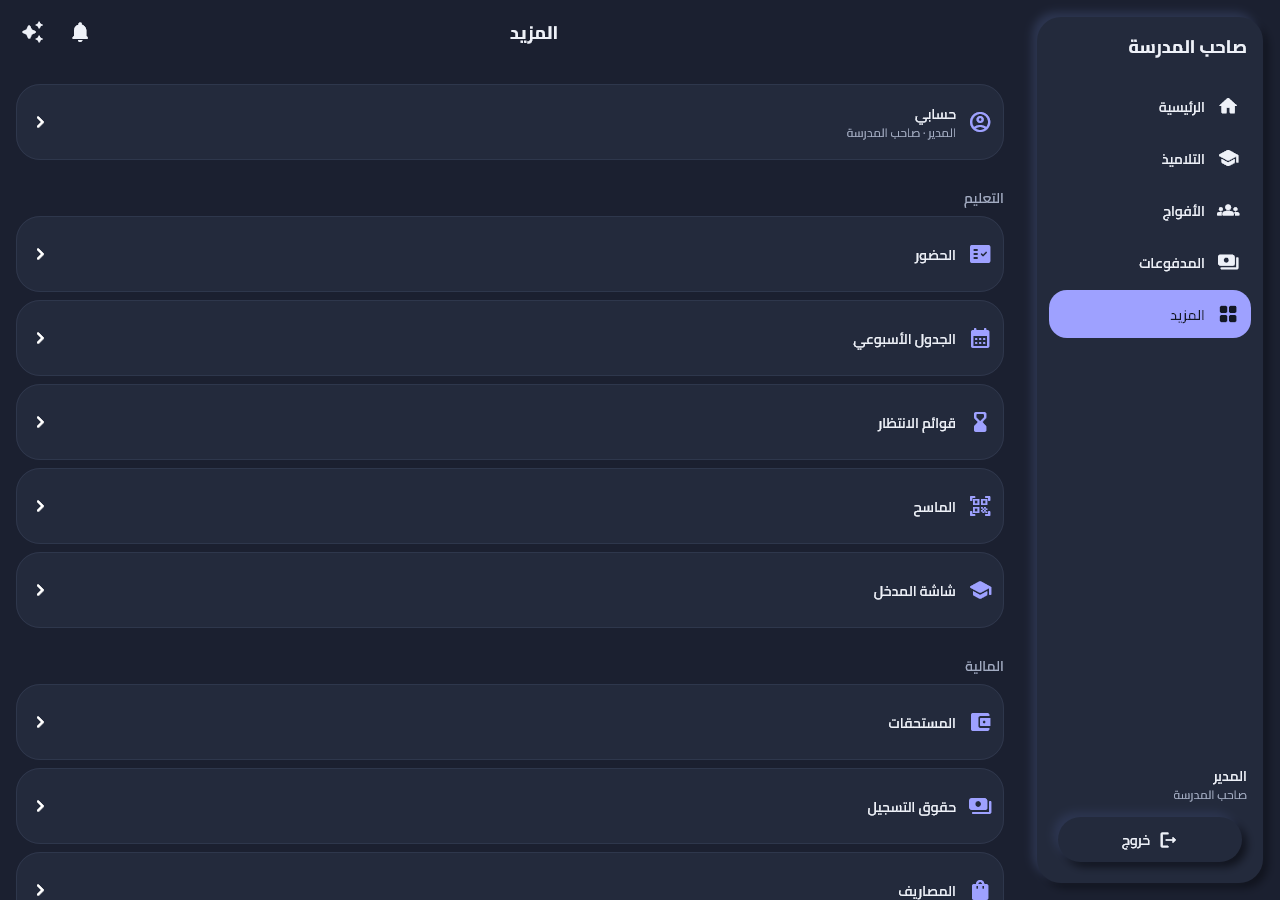 صاحب المدرسة
الرئيسية
التلاميذ
الأفواج
المدفوعات
المزيد
المدير
صاحب المدرسة
خروج
المزيد
حسابي
المدير · صاحب المدرسة
التعليم
الحضور
الجدول الأسبوعي
قوائم الانتظار
الماسح
شاشة المدخل
المالية
المستحقات
حقوق التسجيل
المصاريف